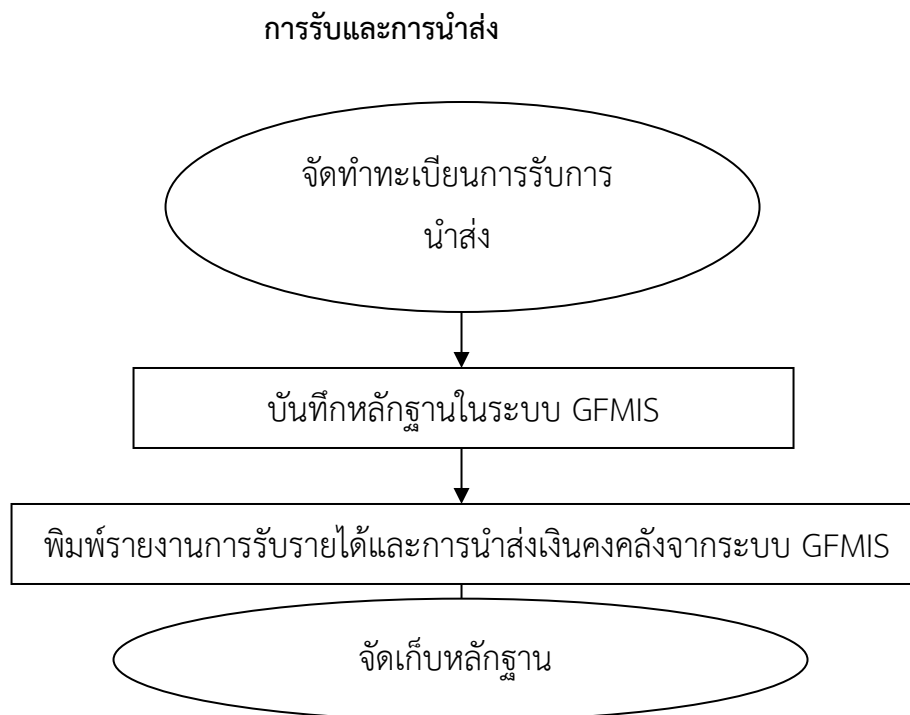 การรับและการนำส่ง
จัดทำทะเบียนการรับการ
นำส่ง
บันทึกหลักฐานในระบบ GFMIS
พิมพ์รายงานการรับรายได้และการนำส่งเงินคงคลังจากระบบ GFMIS
จัดเก็บหลักฐาน